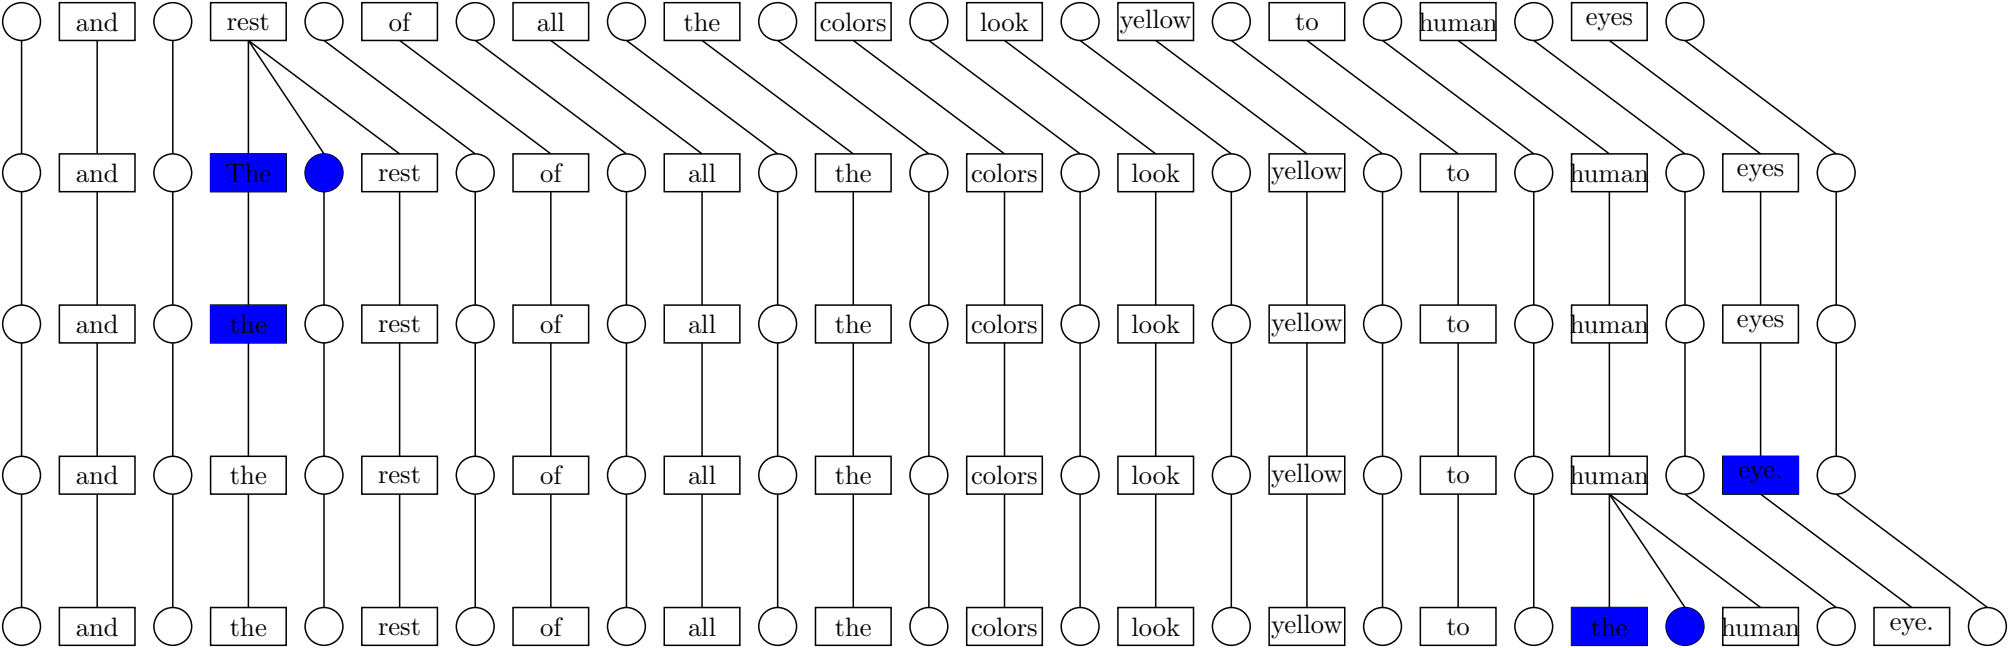 and rest of all the colors look yellow to human eyes
and The rest of all the colors look yellow to human eyes
and the rest of all the colors look yellow to human eyes
and the rest of all the colors look yellow to human eye.
and the rest of all the colors look yellow to the human eye.